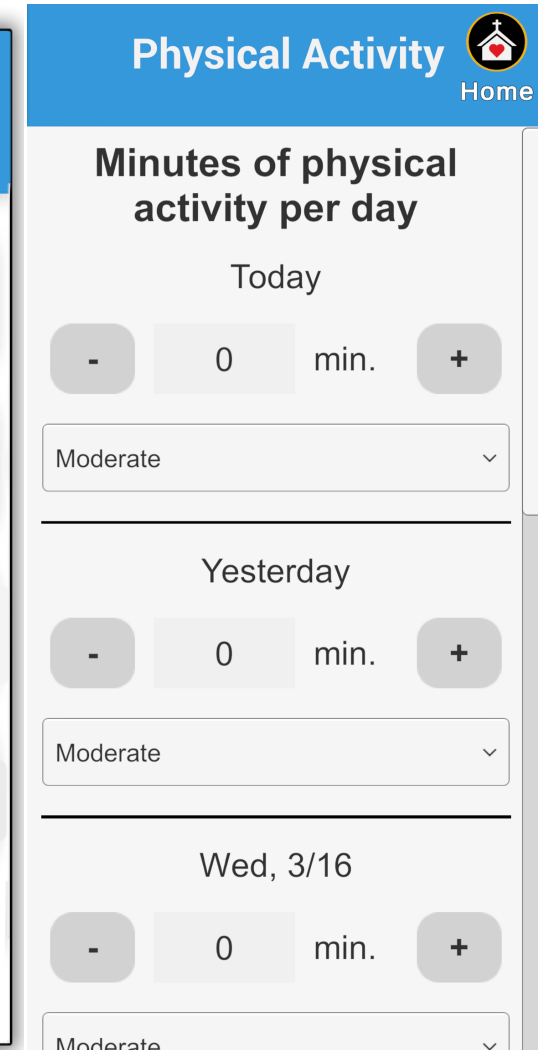 Physical Activity
Home
Minutes of physical
activity per day
Today
- 0 min. +
Moderate
Yesterday
- 0 min. +
Moderate
Wed, 3/16
- 0 min. +
Moderate